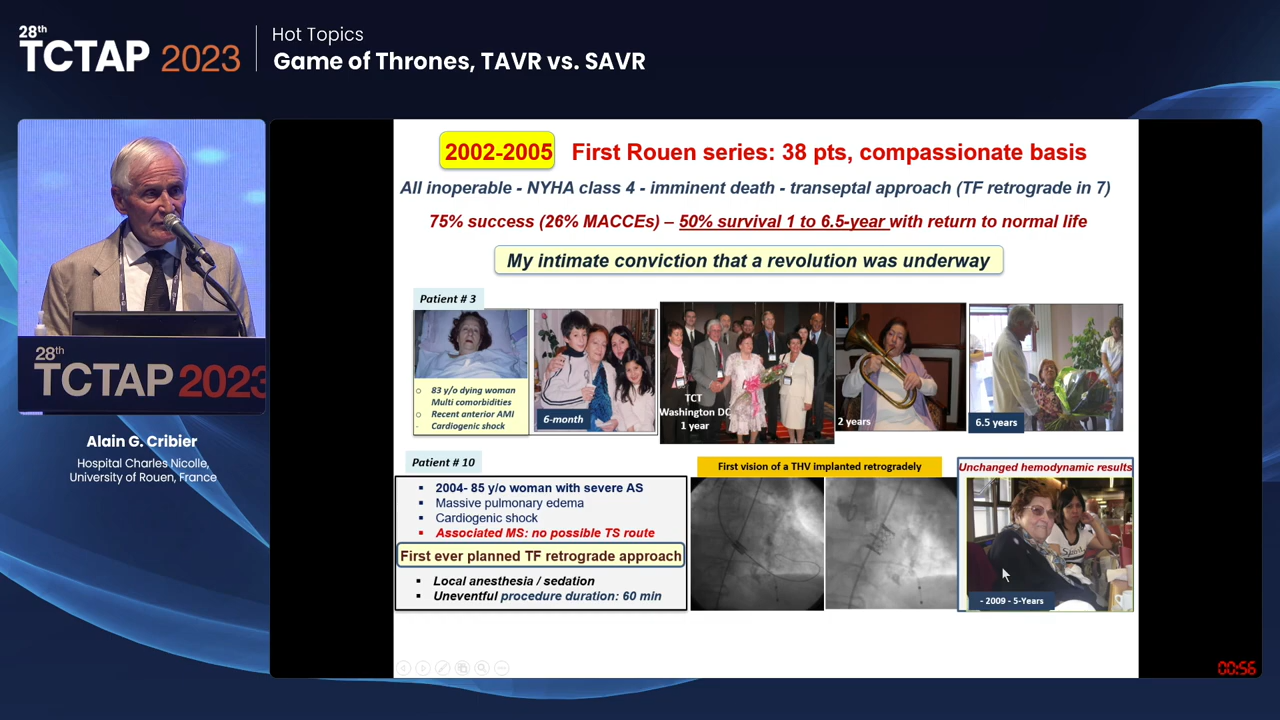 28th
TCTAP 2023
Hot Topics
Game of Thrones, TAVR vs. SAVR
28th
TCTAP 2023
Alain G. Cribier
Hospital Charles Nicolle,
University of Rouen, France
2002-2005 First Rouen series: 38 pts, compassionate basis
All inoperable - NYHA class 4 - imminent death - transeptal approach (TF retrograde in 7)
75% success (26% MACCEs) – 50% survival 1 to 6.5-year with return to normal life
My intimate conviction that a revolution was underway
Patient # 3
83 y/o dying woman
Multi comorbidities
Recent anterior AMI
Cardiogenic shock
6-month
TCT
Washington DC
1 year
2 years
6.5 years
Patient # 10
2004- 85 y/o woman with severe AS
Massive pulmonary edema
Cardiogenic shock
Associated MS: no possible TS route
First ever planned TF retrograde approach
Local anesthesia / sedation
Uneventful procedure duration: 60 min
First vision of a THV implanted retrogradely
Unchanged hemodynamic results
- 2009 - 5-Years
00:56